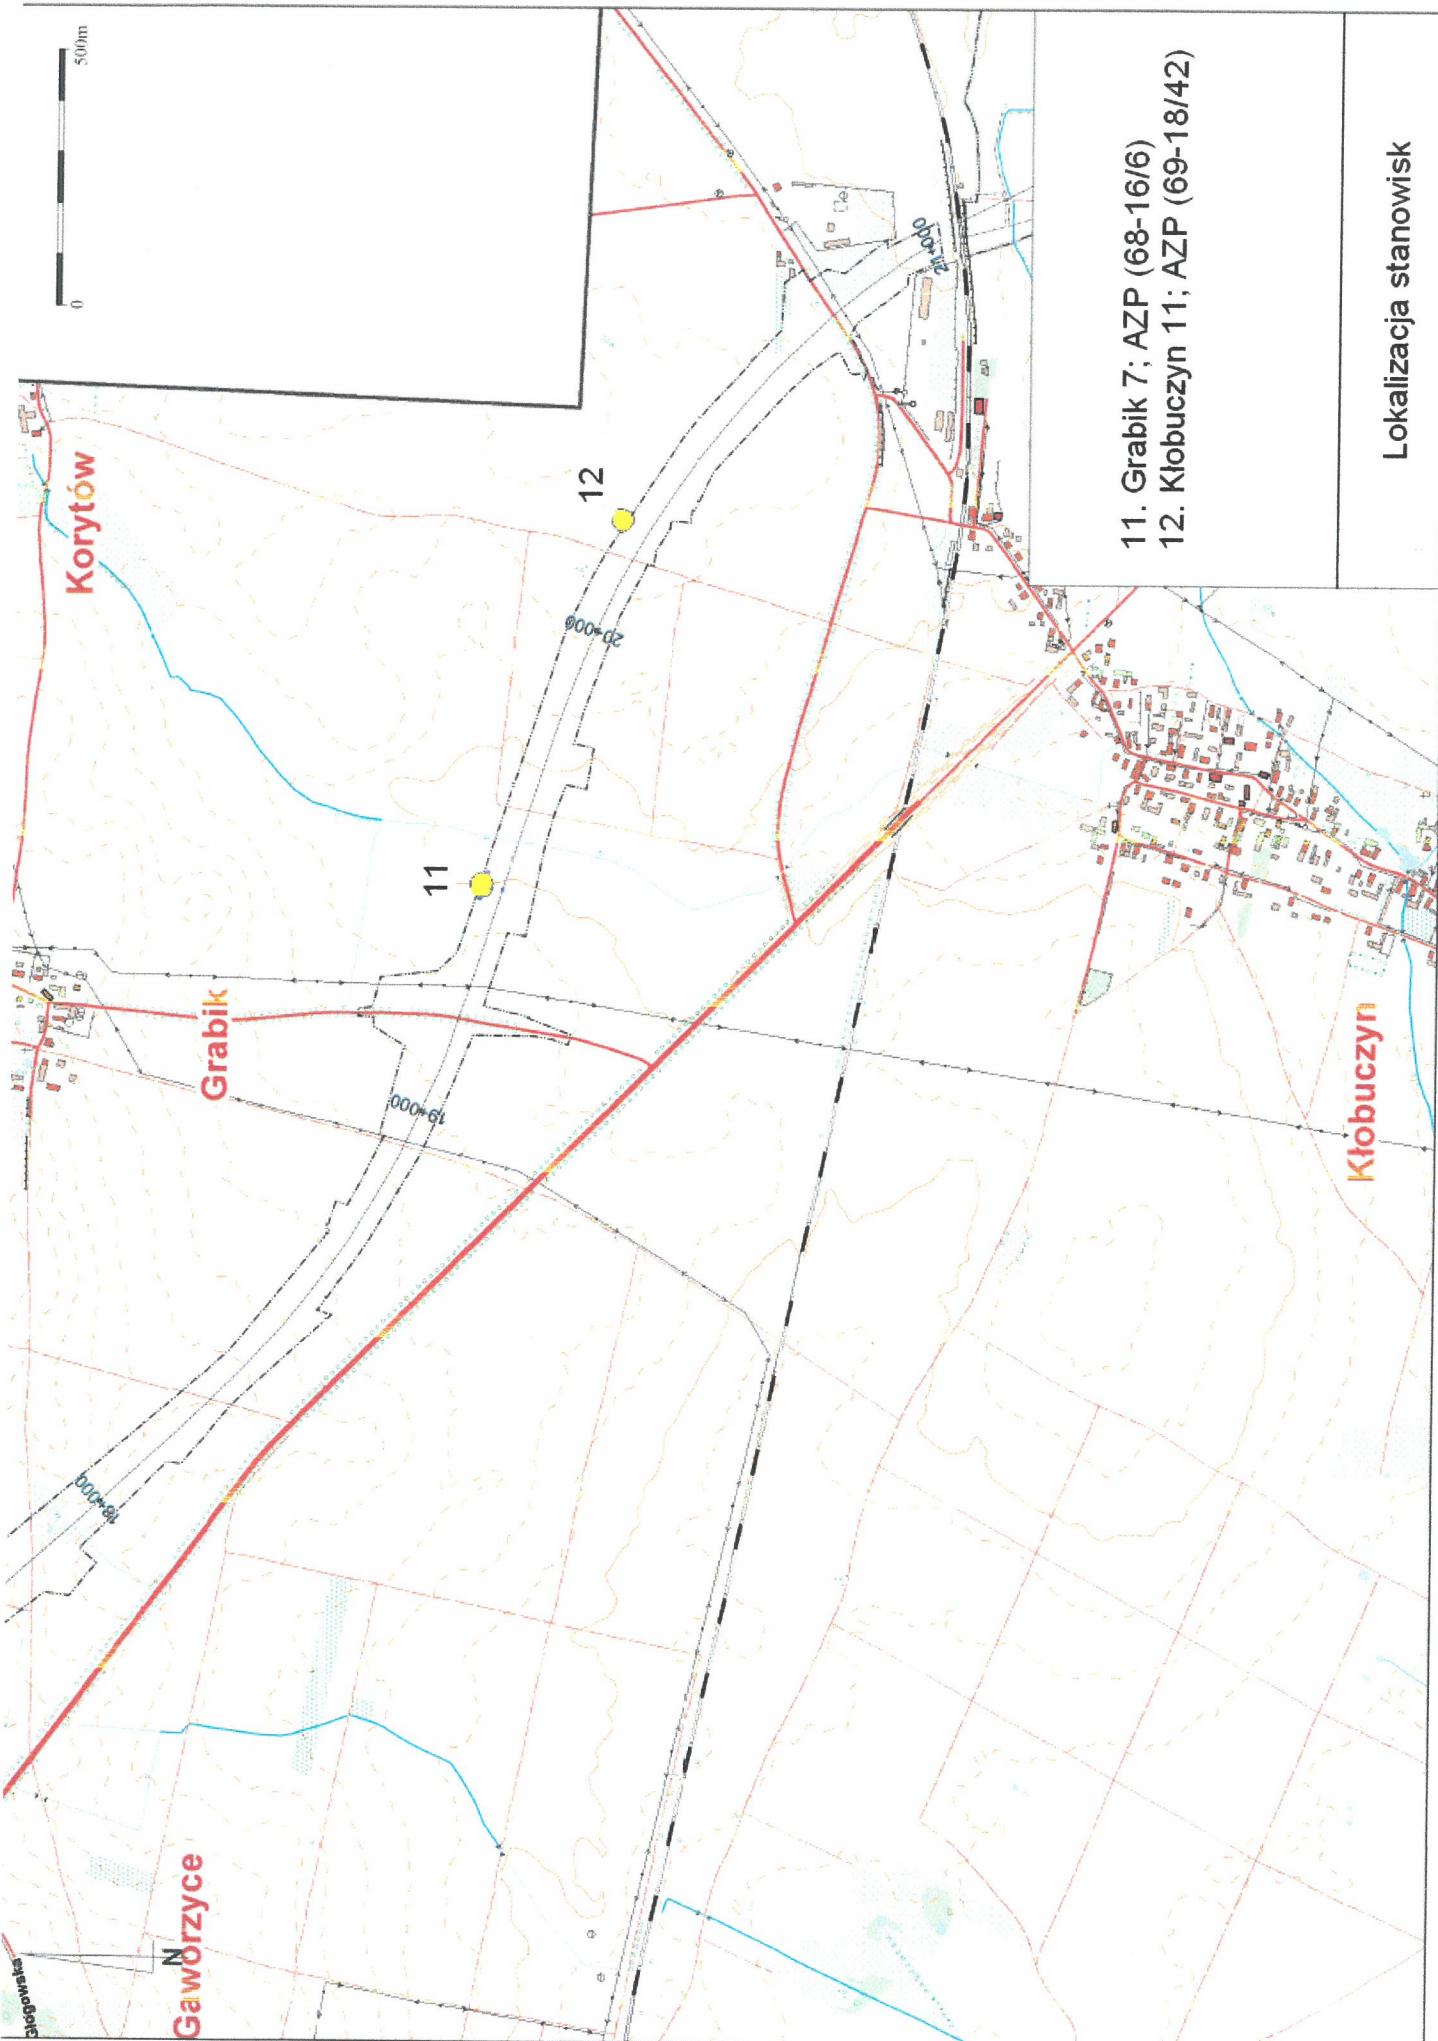 Głogowska
N
Gaworzyce
18+000
19+000
Grabik
11
20+000
12
Korytów
0
500m
21+000
Kłobuczyn
11. Grabik 7; AZP (68-16/6)
12. Kłobuczyn 11; AZP (69-18/42)
Lokalizacja stanowisk